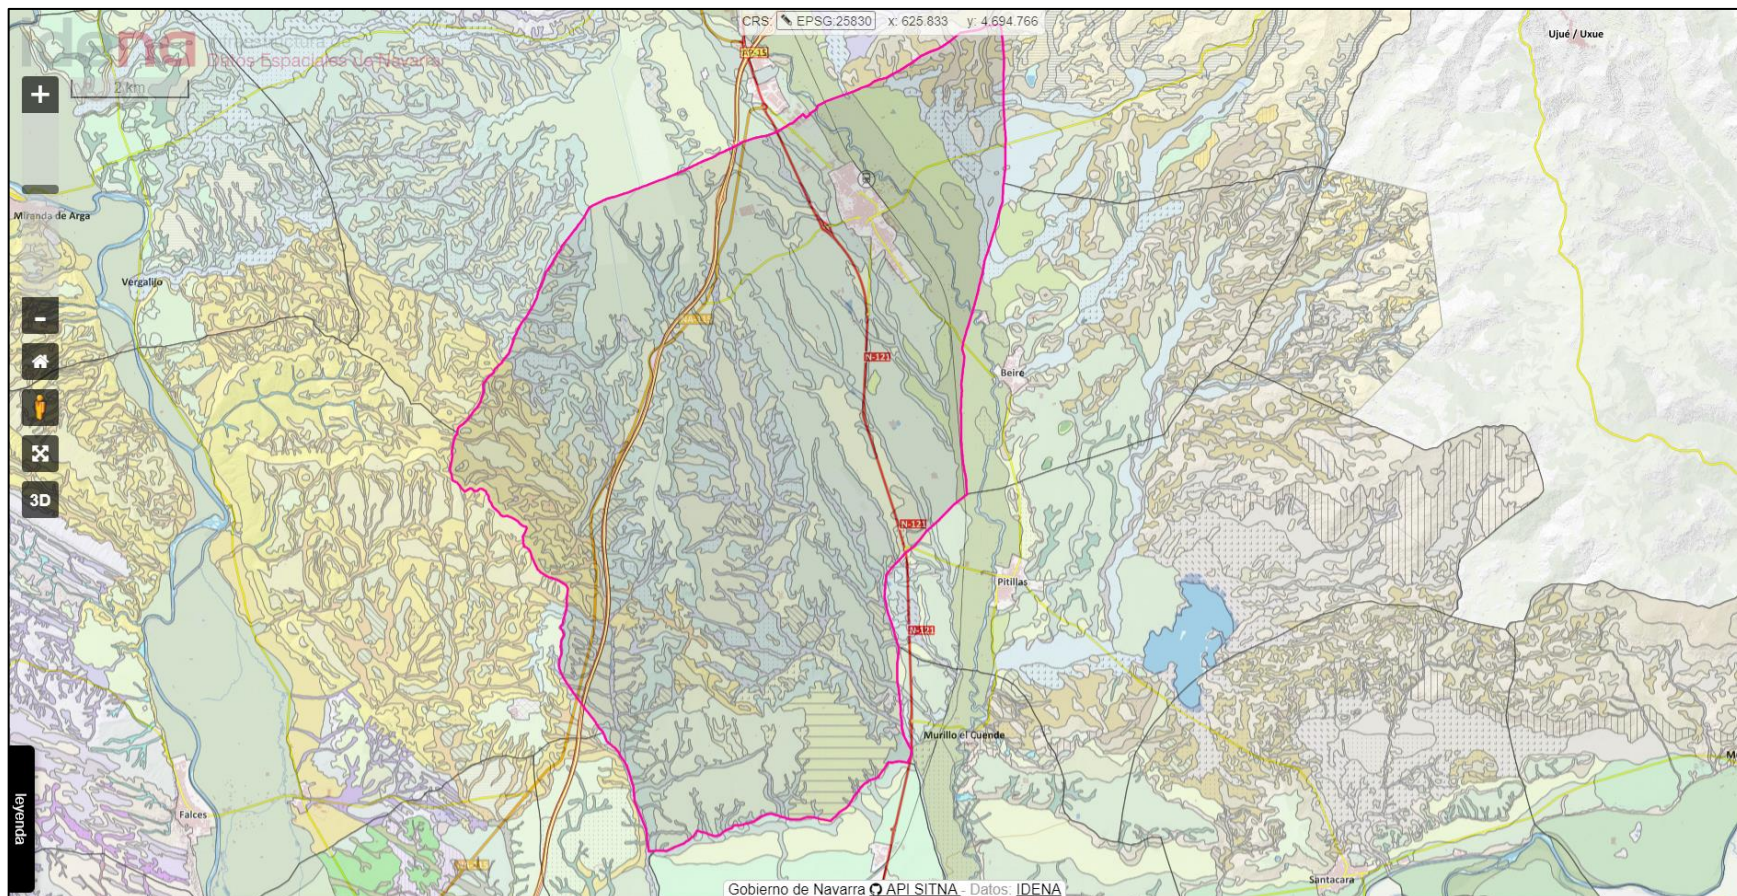 CRS: EPSG:25830 x: 625.833 y: 4.694.766
idena
Datos Espaciales de Navarra
2 km
+
AP-15
Ujué / Uxue
Miranda de Arga
Vergalijo
-
N-121
Beire
3D
N-121
Pitillas
N-121
Murillo el Cuende
leyenda
Falces
Santacara
Gobierno de Navarra API SITNA - Datos: IDENA